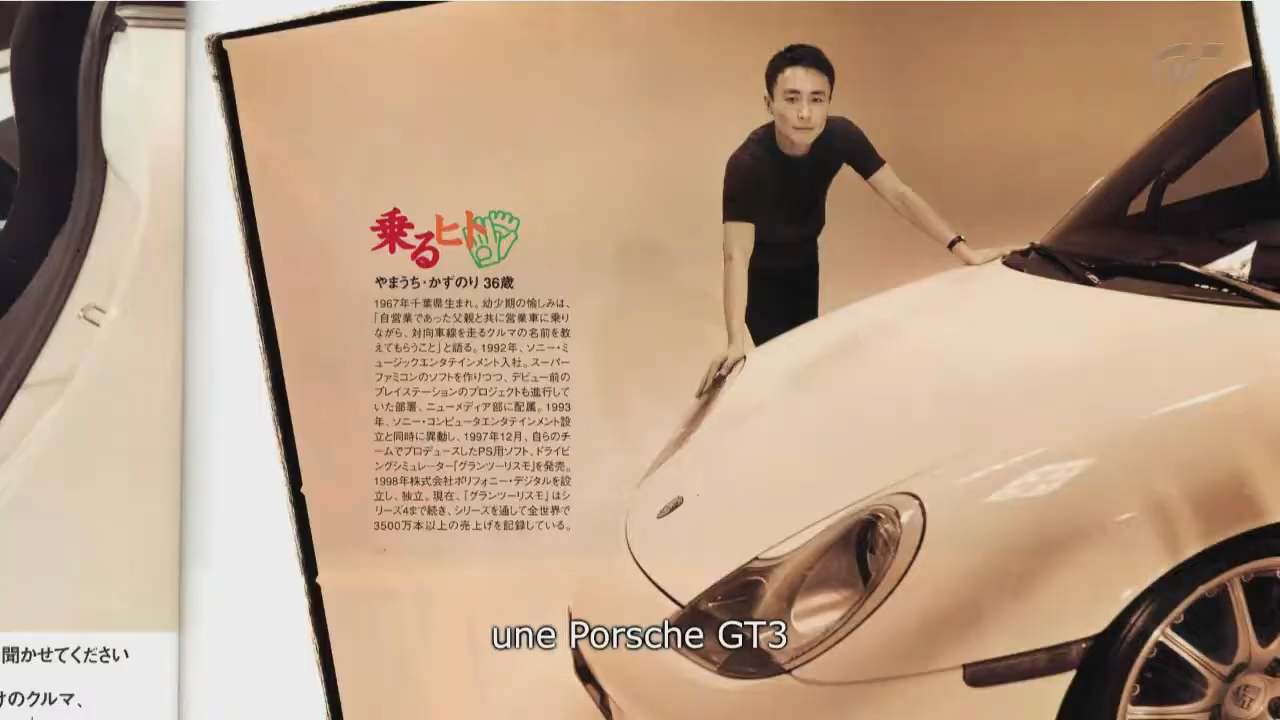 乗るヒト
やまうち・かずのり 36歳
1967年千葉県生まれ。幼少期の愉しみは、
「自営業であった父親と共に営業車に乗り
ながら、対向車線を走るクルマの名前を教
えてもらうこと」と語る。1992年、ソニー・ミ
ュージックエンタテインメント入社。スーパー
ファミコンのソフトを作りつつ、デビュー前の
プレイステーションのプロジェクトも進行して
いた部署、ニューメディア部に配属。1993
年、ソニー・コンピュータエンタテインメント設
立と同時に異動し、1997年12月、自らのチ
ームでプロデュースしたPS用ソフト、ドライビ
ングシミュレーター「グランツーリスモ」を発売。
1998年株式会社ポリフォニー・デジタルを設
立し、独立。現在、「グランツーリスモ」はシ
リーズ4まで続き、シリーズを通して全世界で
3500万本以上の売上げを記録している。
聞かせてください
けのクルマ、
une Porsche GT3